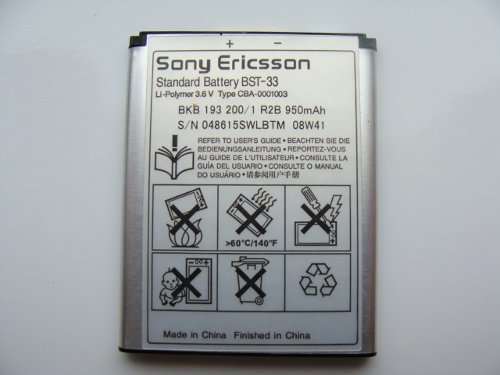 + -
Sony Ericsson
Standard Battery BST-33
Li-Polymer 3.6 V Type CBA-0001003
BKB 193 200/1 R2B 950mAh
S/N 048615SWLBTM 08W41
REFER TO USER'S GUIDE • BEACHTEN SIE DIE
BEDIENUNGSANLEITUNG • REPORTEZ-VOUS AU
GUIDE DE L'UTILISATEUR • CONSULTE LA GUÍA
DE USUARIO • CONSULTE O MANUAL DO
USUÁRIO • 请参阅用户手册
>60°C/140°F
Made in China Finished in China